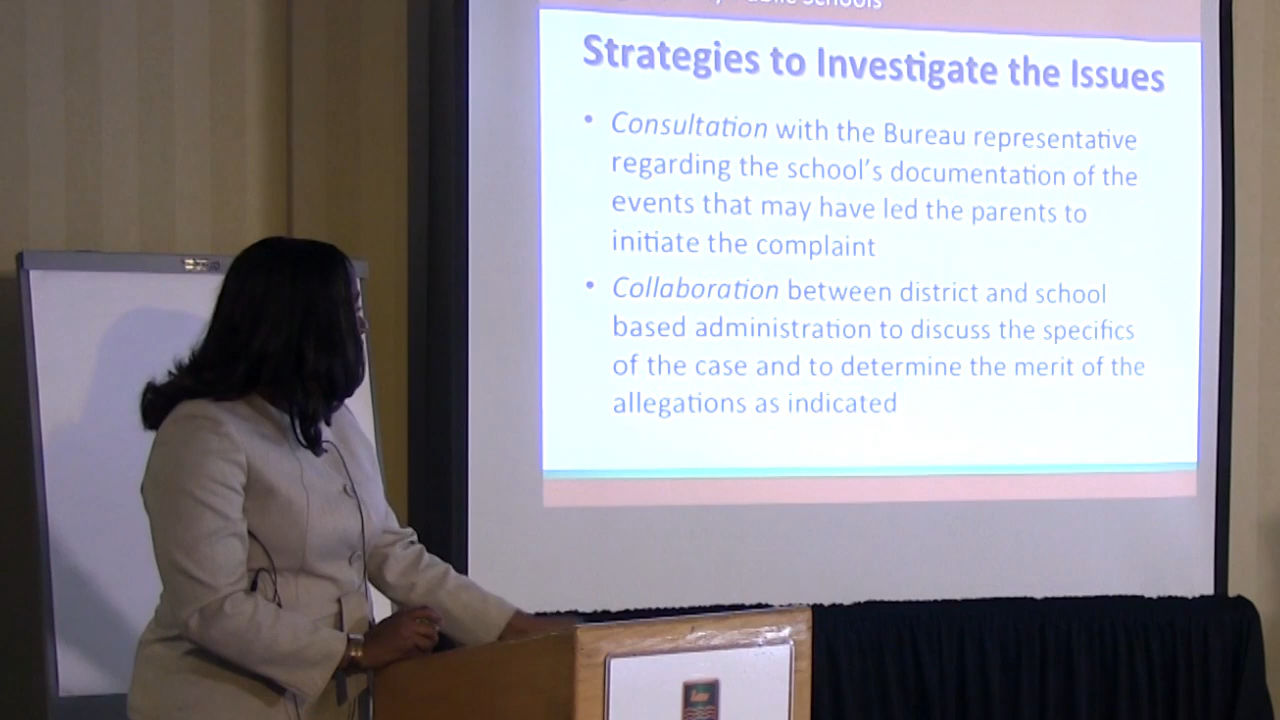 Schools
Strategies to Investigate the Issues
• Consultation with the Bureau representative
regarding the school's documentation of the
events that may have led the parents to
initiate the complaint
• Collaboration between district and school
based administration to discuss the specifics
of the case and to determine the merit of the
allegations as indicated